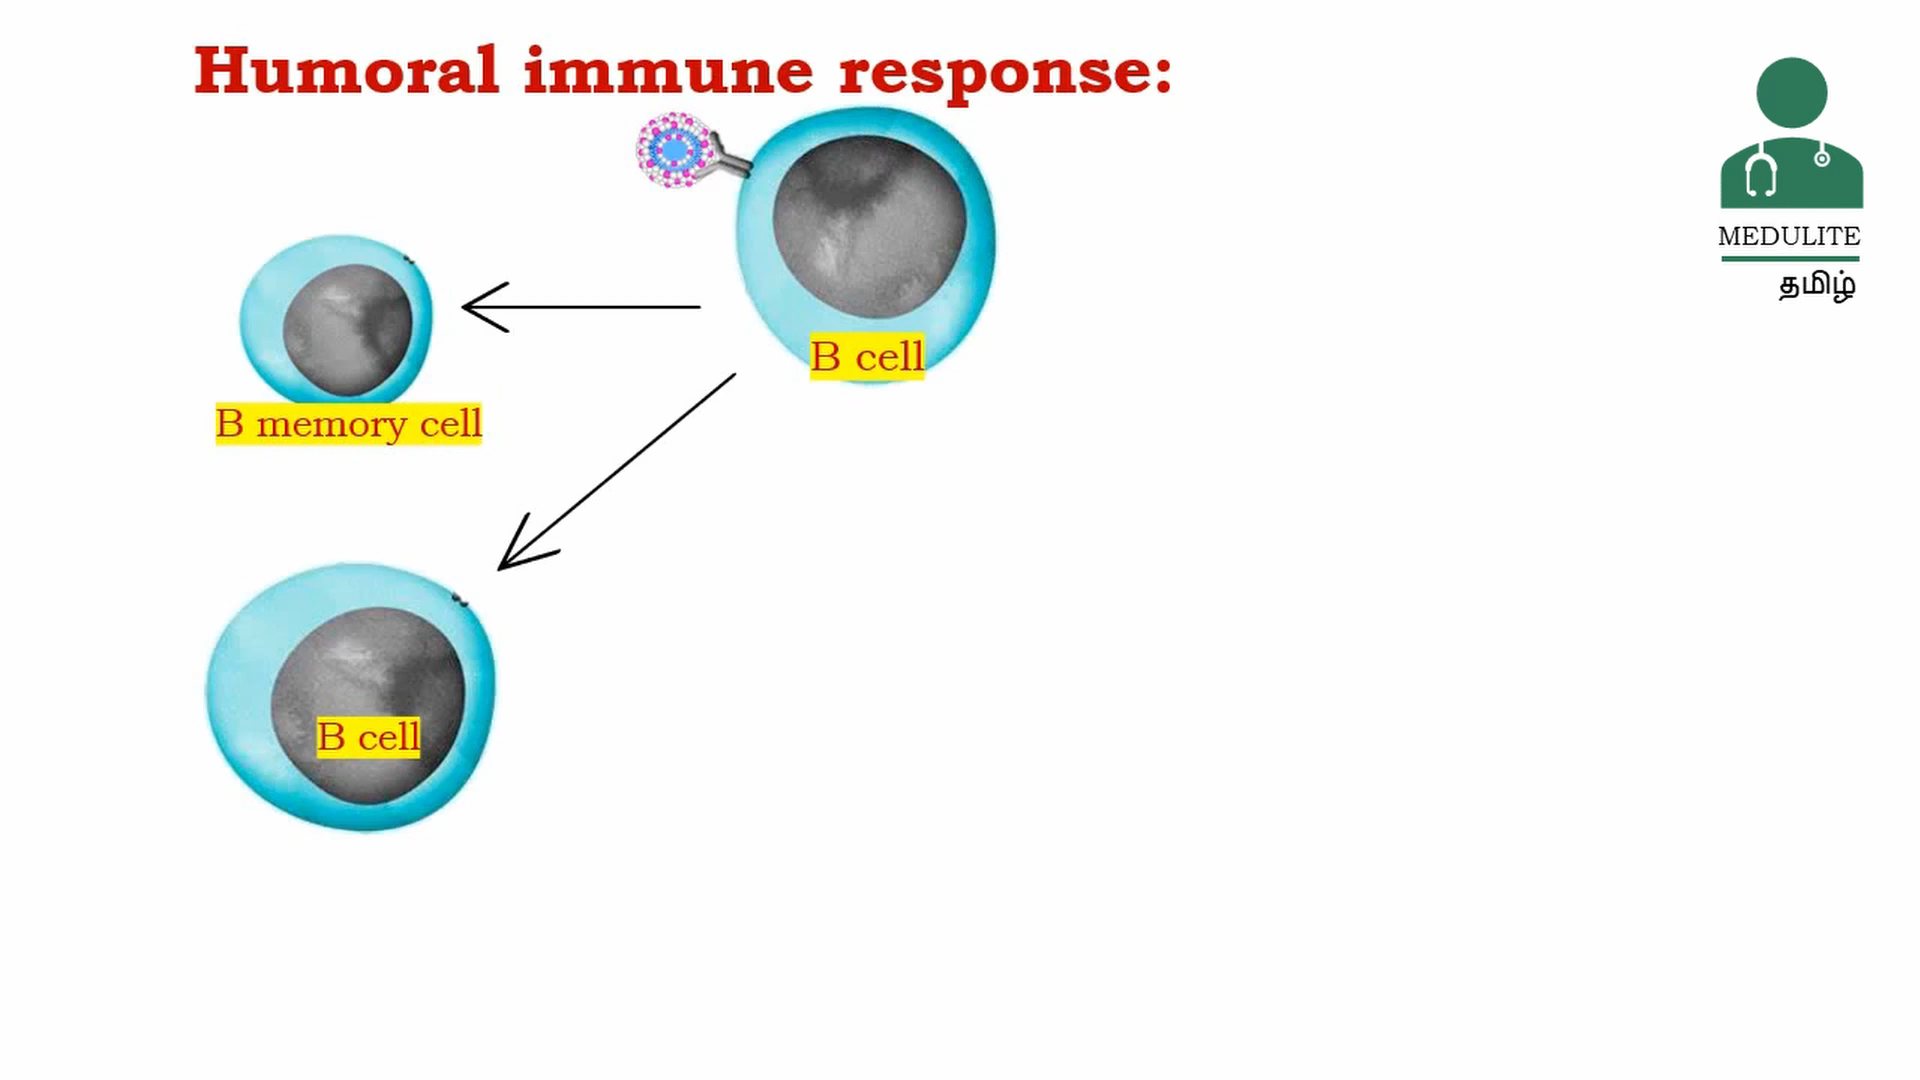 Humoral immune response:
B cell
B memory cell
B cell
MEDULITE
தமிழ்